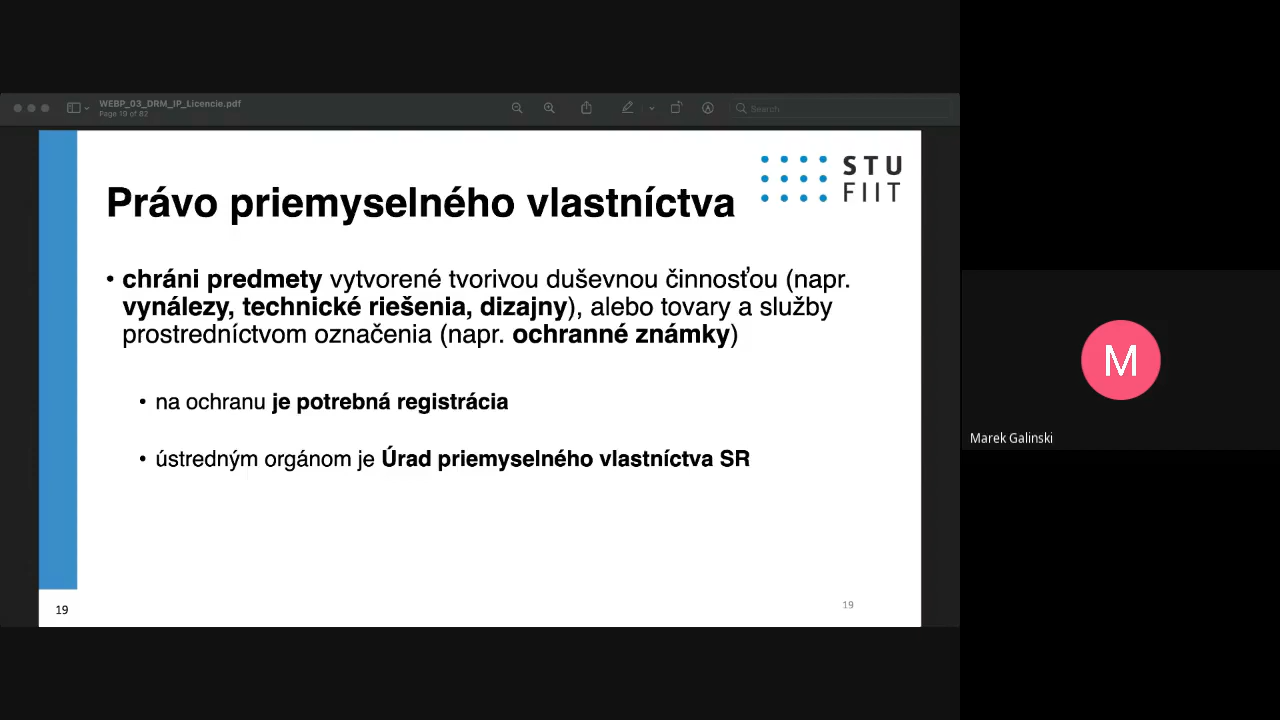 WEBP_03_DRM_IP_Licencie.pdf
Page 19 of 82
Search
STU
FIIT
Právo priemyselného vlastníctva
• chráni predmety vytvorené tvorivou duševnou činnosťou (napr.
vynálezy, technické riešenia, dizajny), alebo tovary a služby
prostredníctvom označenia (napr. ochranné známky)
• na ochranu je potrebná registrácia
• ústredným orgánom je Úrad priemyselného vlastníctva SR
19
19
M
Marek Galinski